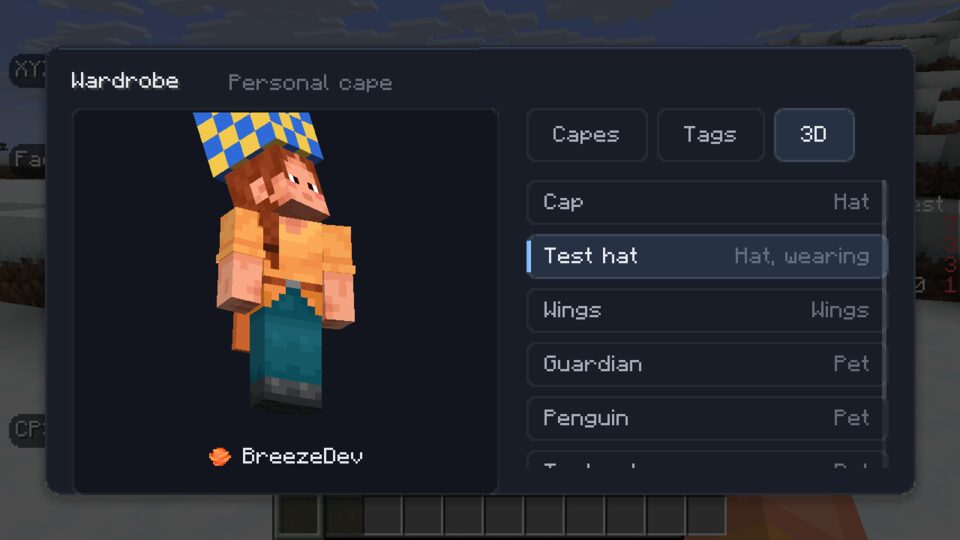 Wardrobe Personal cape
XYZ
Capes Tags 3D
Cap Hat
Test hat Hat, wearing
Wings Wings
Guardian Pet
Penguin Pet
BreezeDev